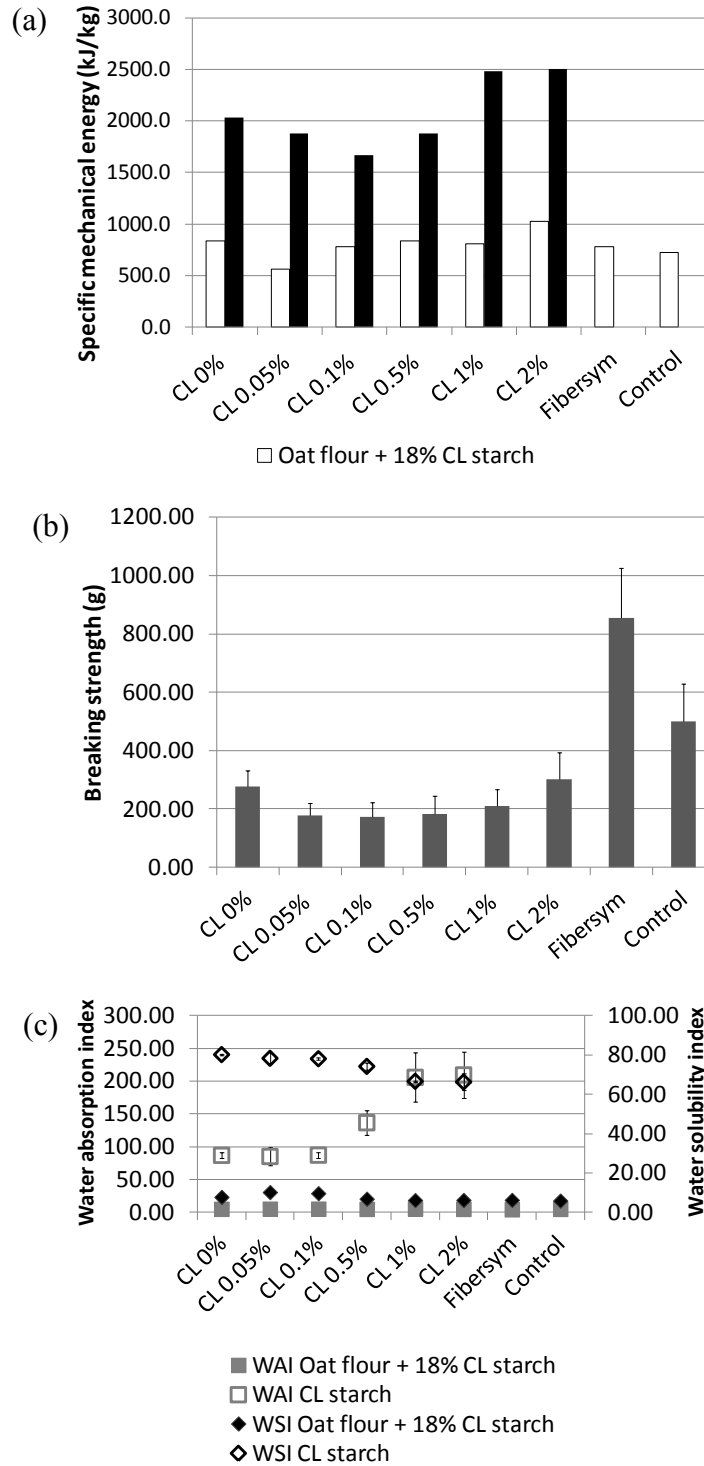 (a)
Specific mechanical energy (kJ/kg)
3000.0
2500.0
2000.0
1500.0
1000.0
500.0
0.0
CL 0%
CL 0.05%
CL 0.1%
CL 0.5%
CL 1%
CL 2%
Fibersym
Control
Oat flour + 18% CL starch
(b)
Breaking strength (g)
1200.00
1000.00
800.00
600.00
400.00
200.00
0.00
CL 0%
CL 0.05%
CL 0.1%
CL 0.5%
CL 1%
CL 2%
Fibersym
Control
(c)
Water absorption index
300.00
250.00
200.00
150.00
100.00
50.00
0.00
100.00
80.00
60.00
40.00
20.00
0.00
Water solubility index
CL 0%
CL 0.05%
CL 0.1%
CL 0.5%
CL 1%
CL 2%
Fibersym
Control
WAI Oat flour + 18% CL starch
WAI CL starch
WSI Oat flour + 18% CL starch
WSI CL starch